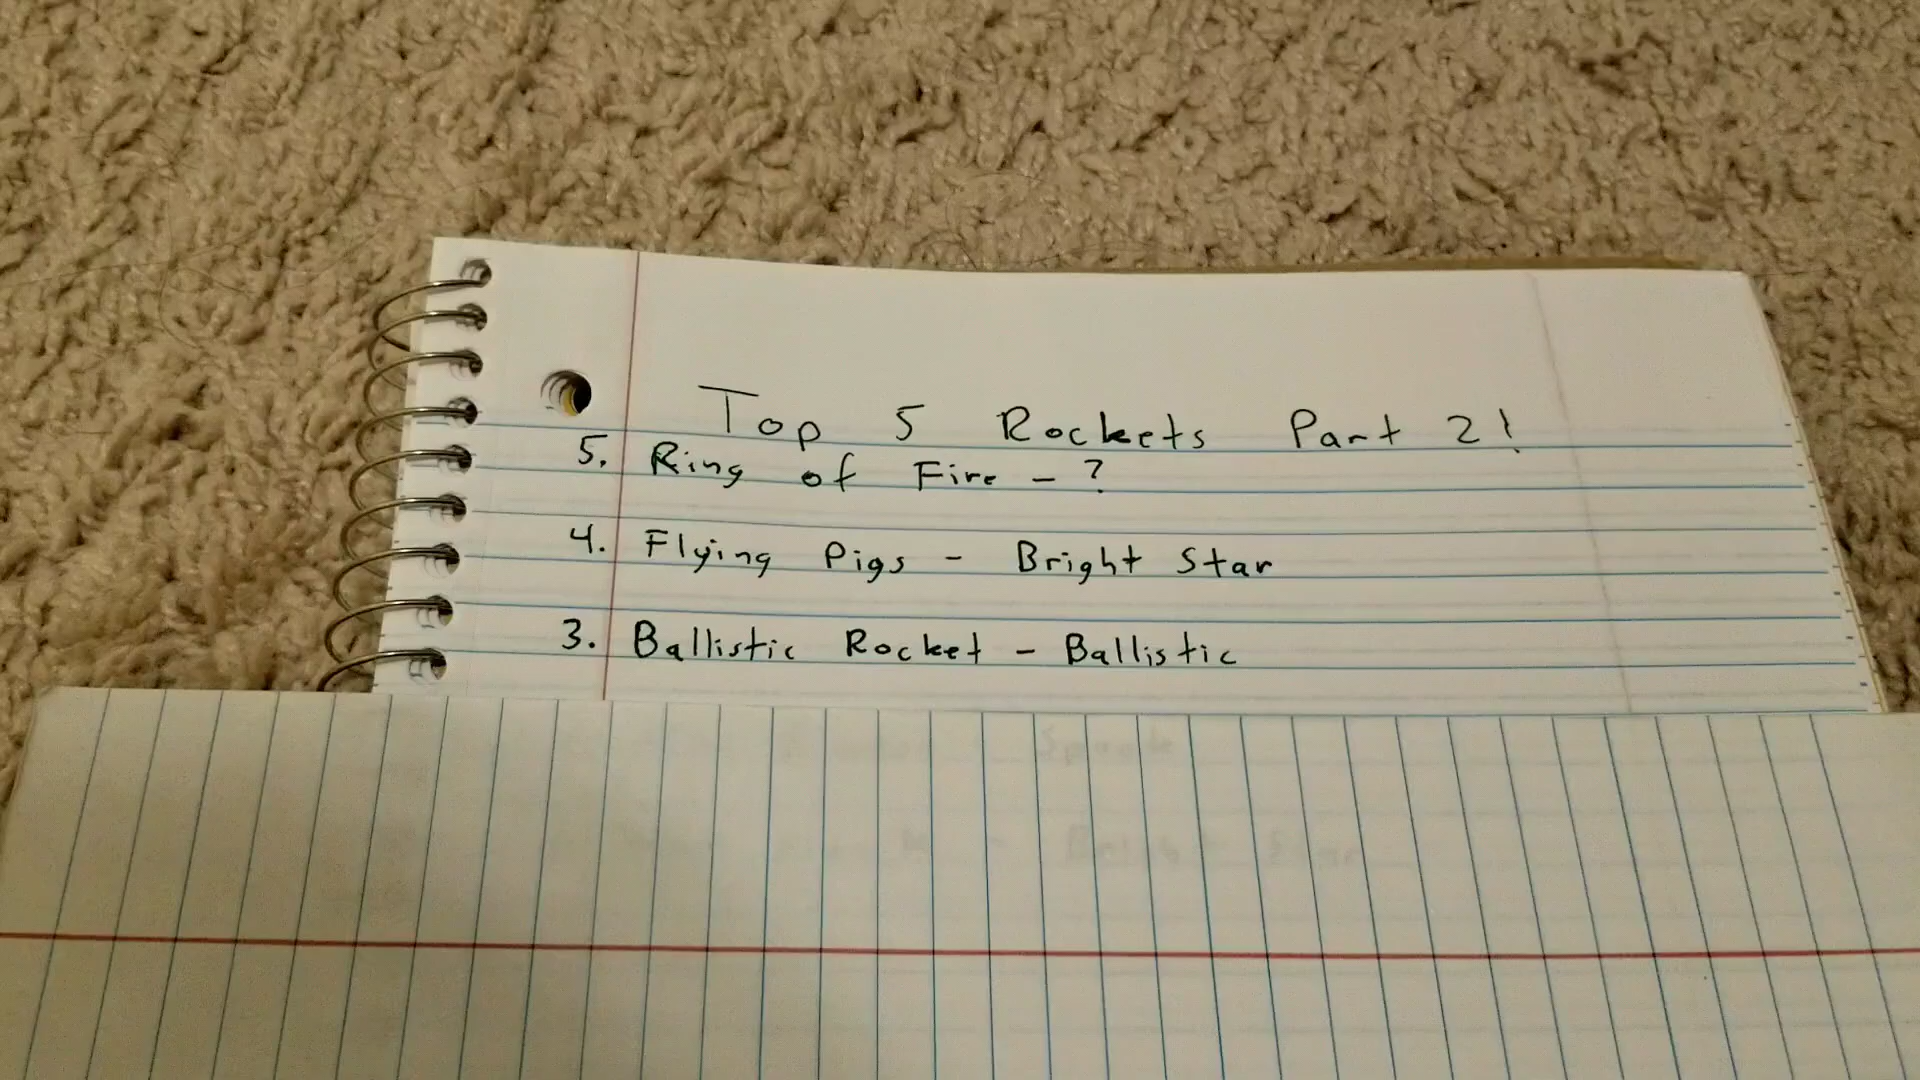 Top 5 Rockets Part 2!
5. Ring of Fire - ?
4. Flying Pigs - Bright Star
3. Ballistic Rocket - Ballistic